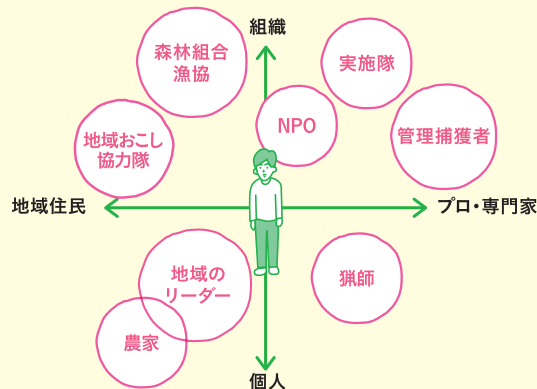 組織
森林組合
漁協
実施隊
NPO
管理捕獲者
地域おこし
協力隊
地域住民
プロ・専門家
地域の
リーダー
猟師
農家
個人